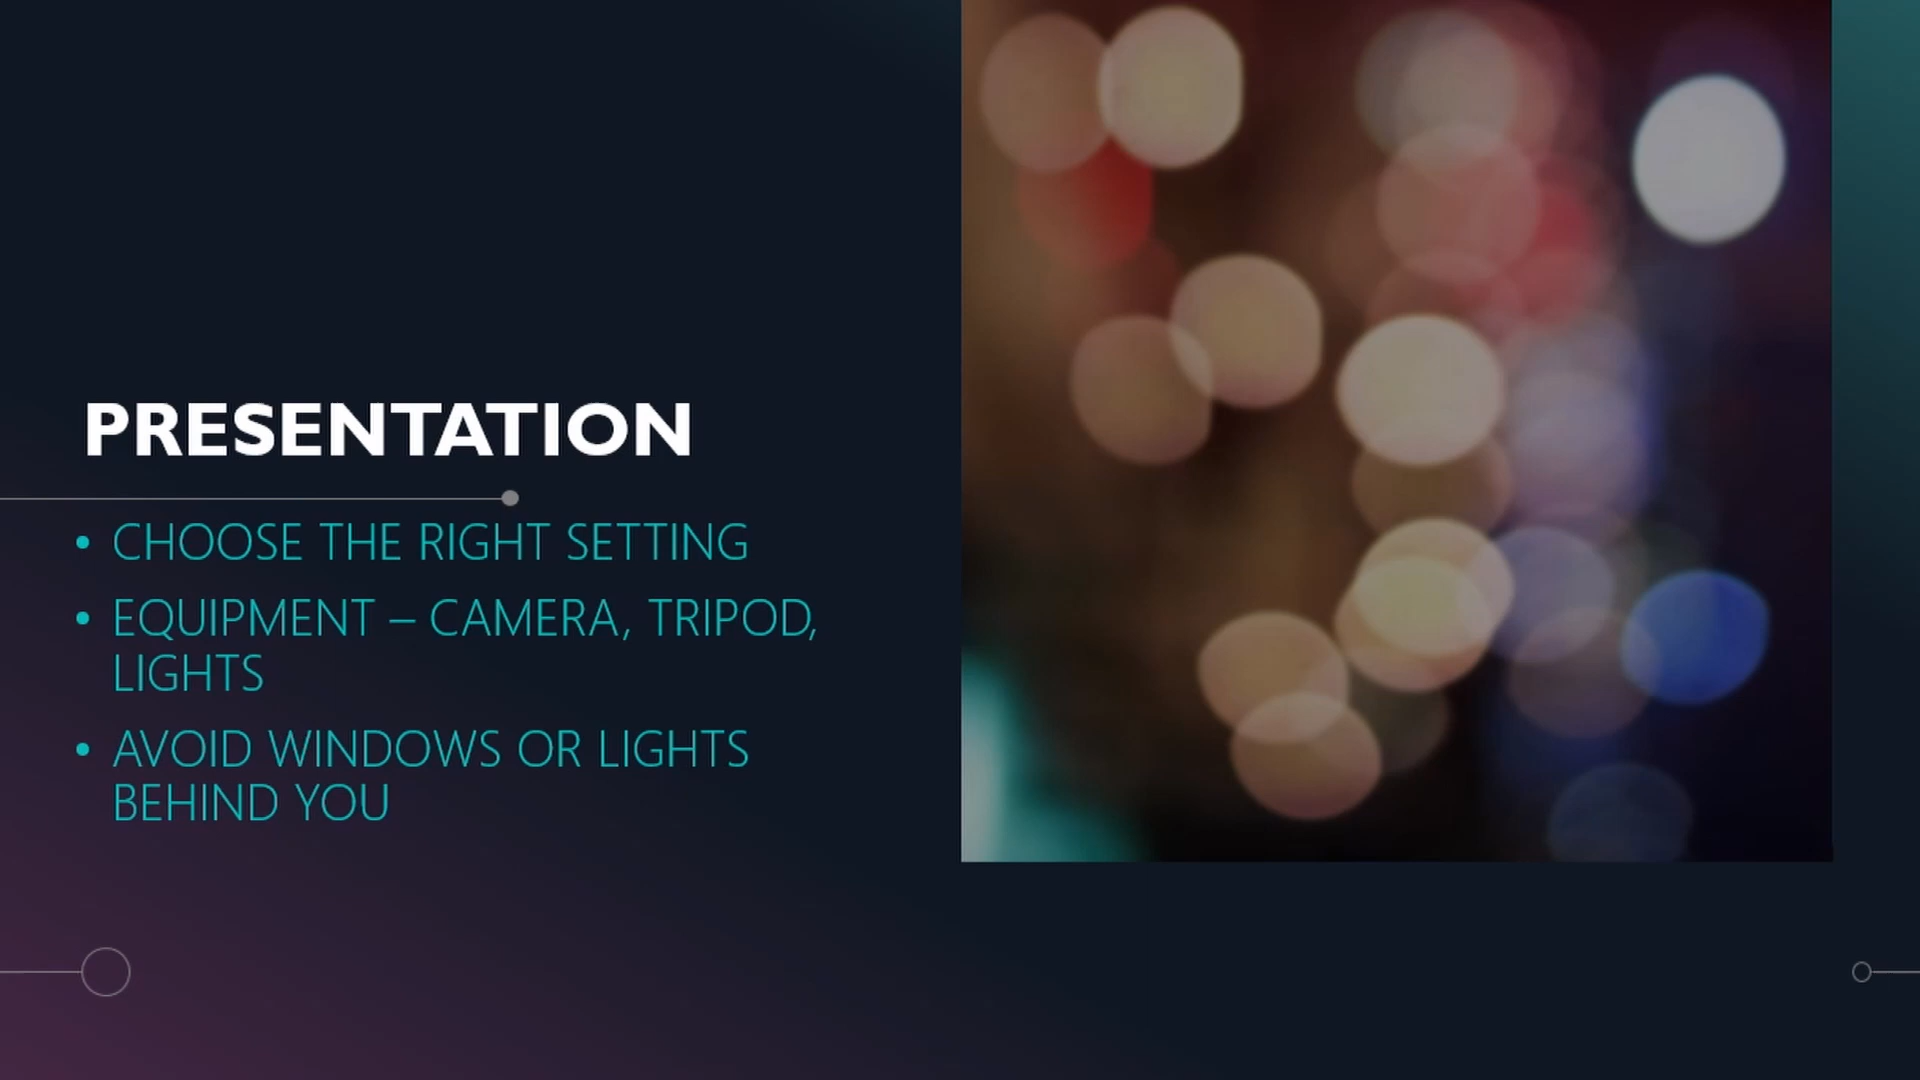 PRESENTATION
• CHOOSE THE RIGHT SETTING
• EQUIPMENT – CAMERA, TRIPOD,
LIGHTS
• AVOID WINDOWS OR LIGHTS
BEHIND YOU